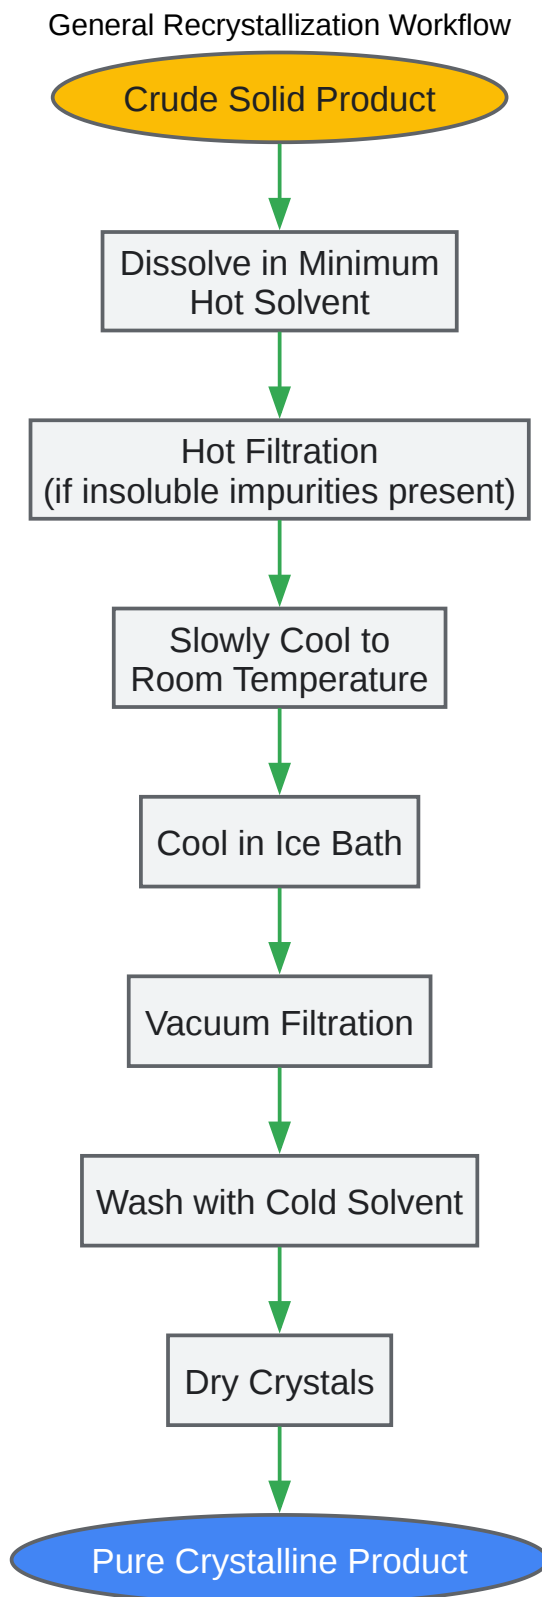 General Recrystallization Workflow
Crude Solid Product
Dissolve in Minimum
Hot Solvent
Hot Filtration
(if insoluble impurities present)
Slowly Cool to
Room Temperature
Cool in Ice Bath
Vacuum Filtration
Wash with Cold Solvent
Dry Crystals
Pure Crystalline Product